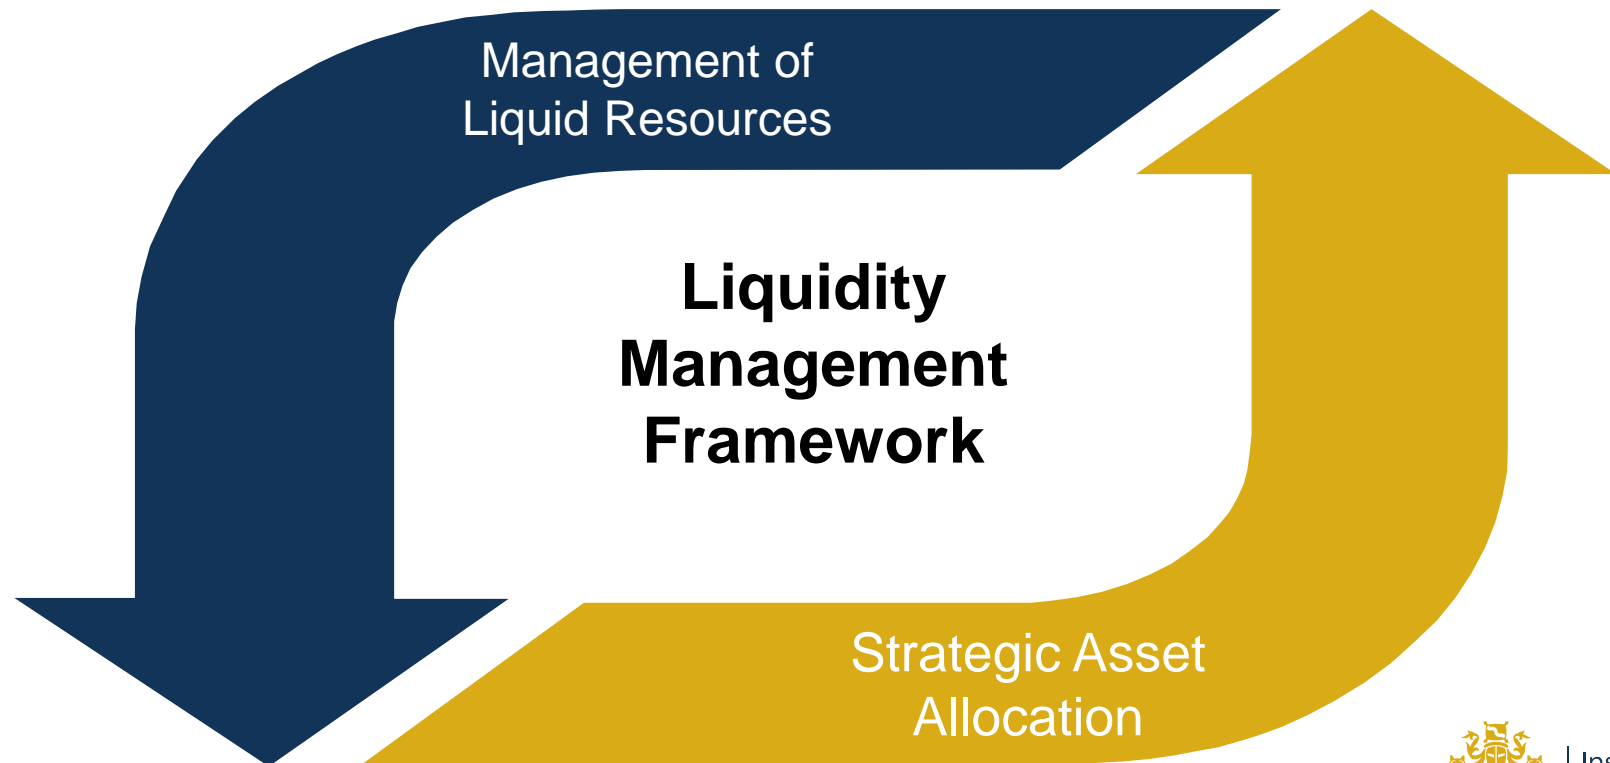 Management of
Liquid Resources
Liquidity
Management
Framework
Strategic Asset
Allocation